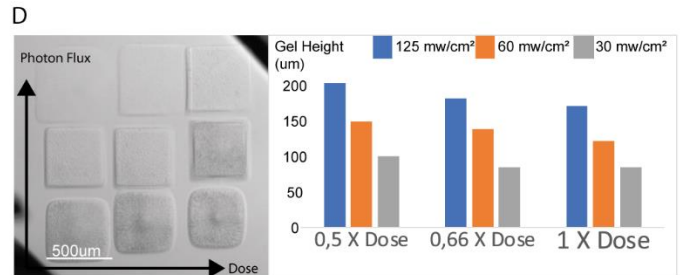 D
Photon Flux
500um
Dose
Gel Height
(um)
125 mw/cm² 60 mw/cm² 30 mw/cm²
200
150
100
50
0
0,5 X Dose 0,66 X Dose 1 X Dose